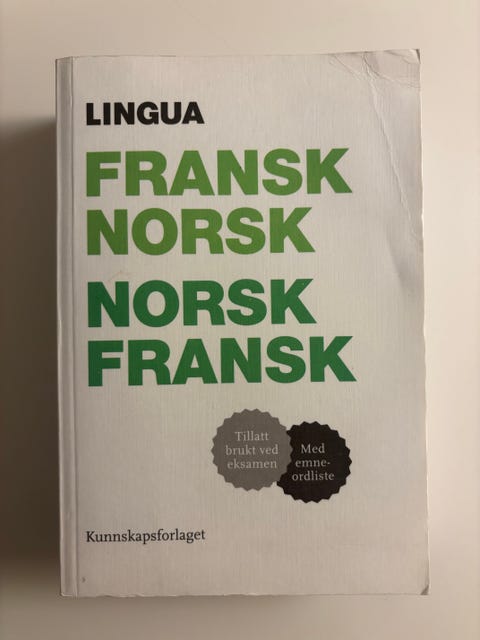 LINGUA
FRANSK
NORSK
NORSK
FRANSK
Tillatt
brukt ved
eksamen
Med
emne-
ordliste
Kunnskapsforlaget